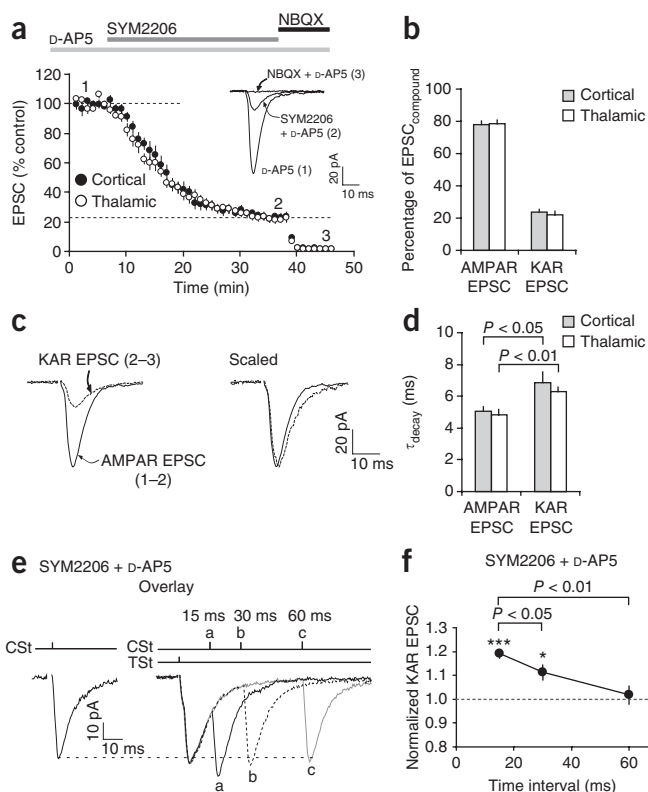 a
D-AP5
SYM2206
NBQX
EPSC (% control)
120
100
80
60
40
20
0
1
2
3
Cortical
Thalamic
0 10 20 30 40 50
Time (min)
NBQX + D-AP5 (3)
SYM2206
+ D-AP5 (2)
D-AP5 (1)
20 pA
10 ms
b
Cortical
Thalamic
Percentage of EPSCcompound
100
80
60
40
20
0
AMPAR
EPSC
KAR
EPSC
c
KAR EPSC (2–3)
AMPAR EPSC
(1–2)
Scaled
20 pA
10 ms
d
Cortical
Thalamic
P < 0.05
P < 0.01
τdecay (ms)
10
8
6
4
2
0
AMPAR
EPSC
KAR
EPSC
e
SYM2206 + D-AP5
Overlay
15 ms 30 ms 60 ms
a b c
CSt
CSt
TSt
10 pA
10 ms
a
b
c
f
SYM2206 + D-AP5
P < 0.01
P < 0.05
***
*
Normalized KAR EPSC
1.3
1.2
1.1
1.0
0.9
0.8
0 20 40 60
Time interval (ms)